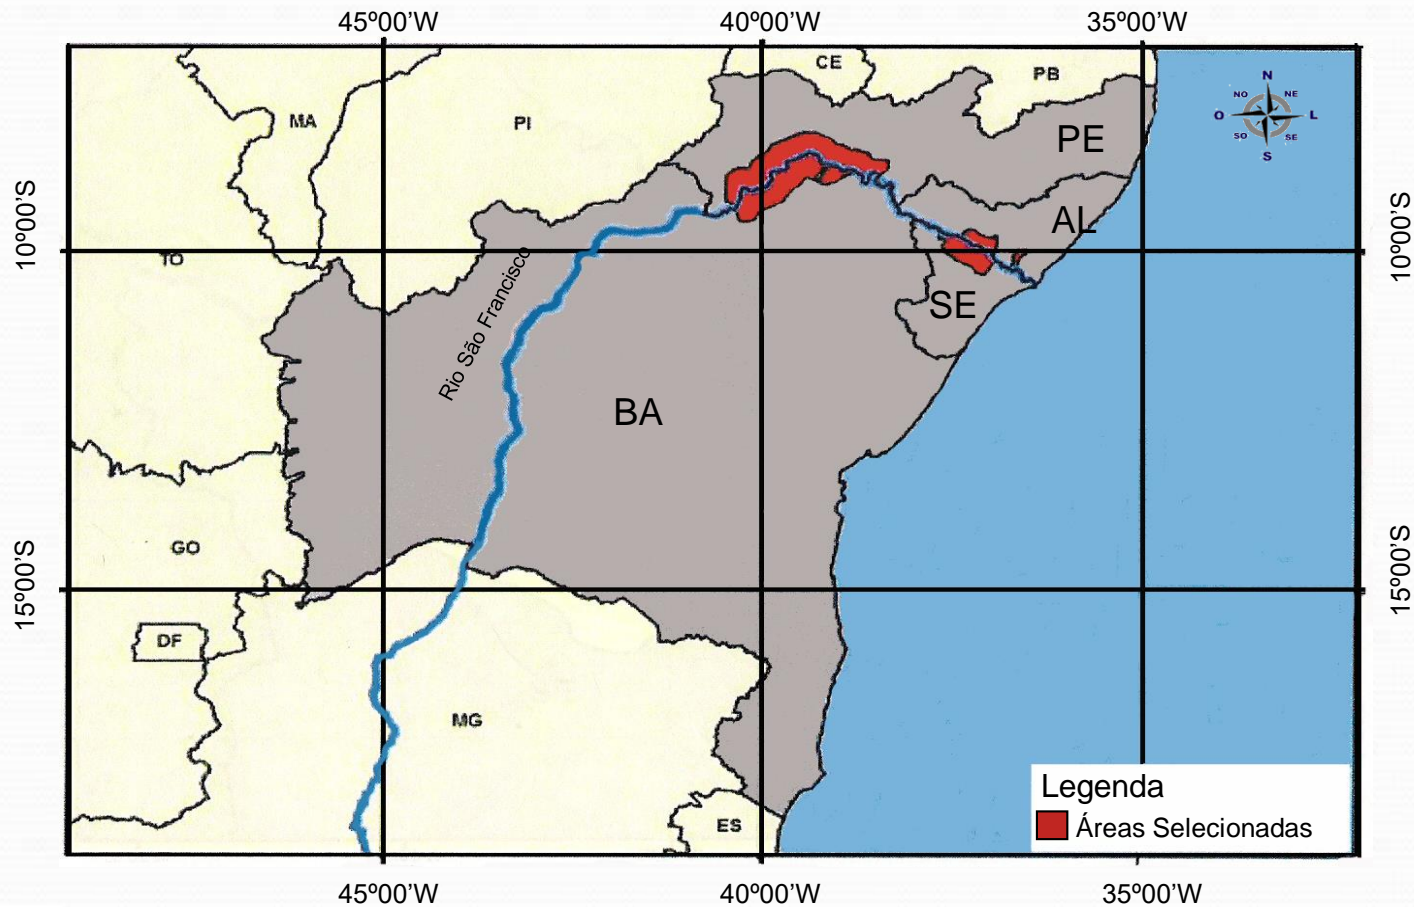 45º00’W 40º00’W 35º00’W
CE
PB
N
NO NE
O L
SO SE
S
MA
PI
PE
AL
10º00’S
10º00’S
TO
Rio São Francisco
SE
BA
GO
15º00’S
15º00’S
DF
MG
ES
Legenda
Áreas Selecionadas
45º00’W 40º00’W 35º00’W